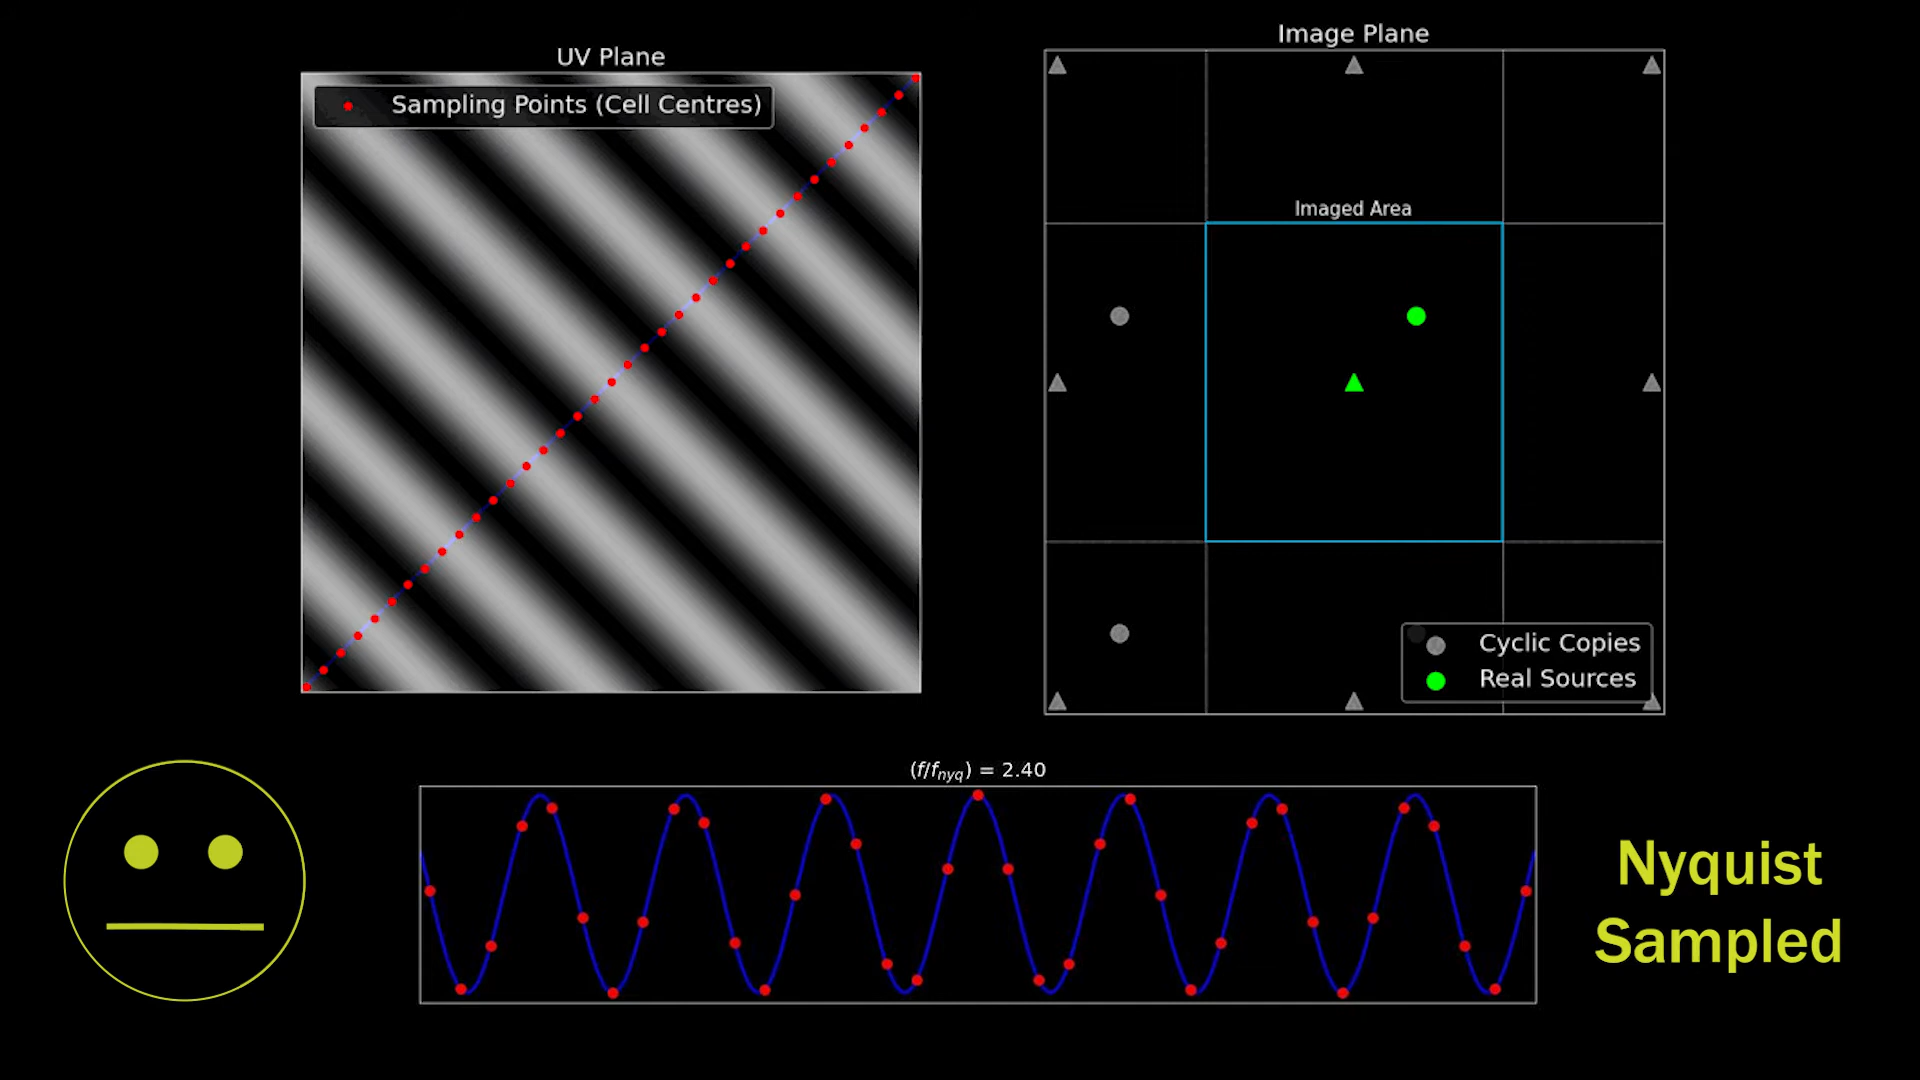 UV Plane
Sampling Points (Cell Centres)
Image Plane
Imaged Area
Cyclic Copies
Real Sources
(f/f_nyq) = 2.40
Nyquist
Sampled